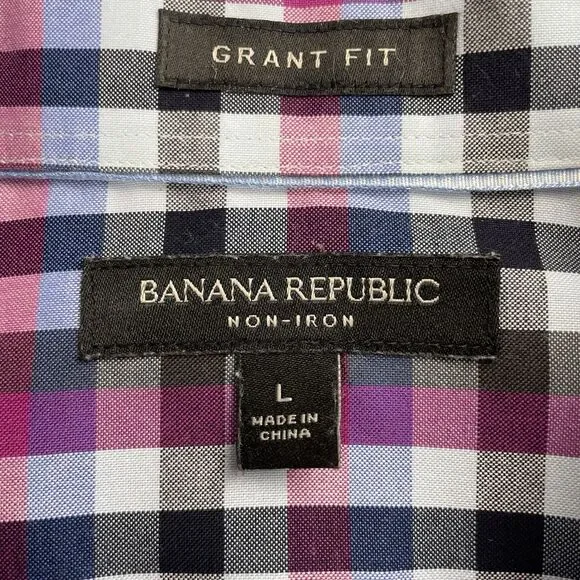 GRANT FIT
BANANA REPUBLIC
NON-IRON
L
MADE IN
CHINA